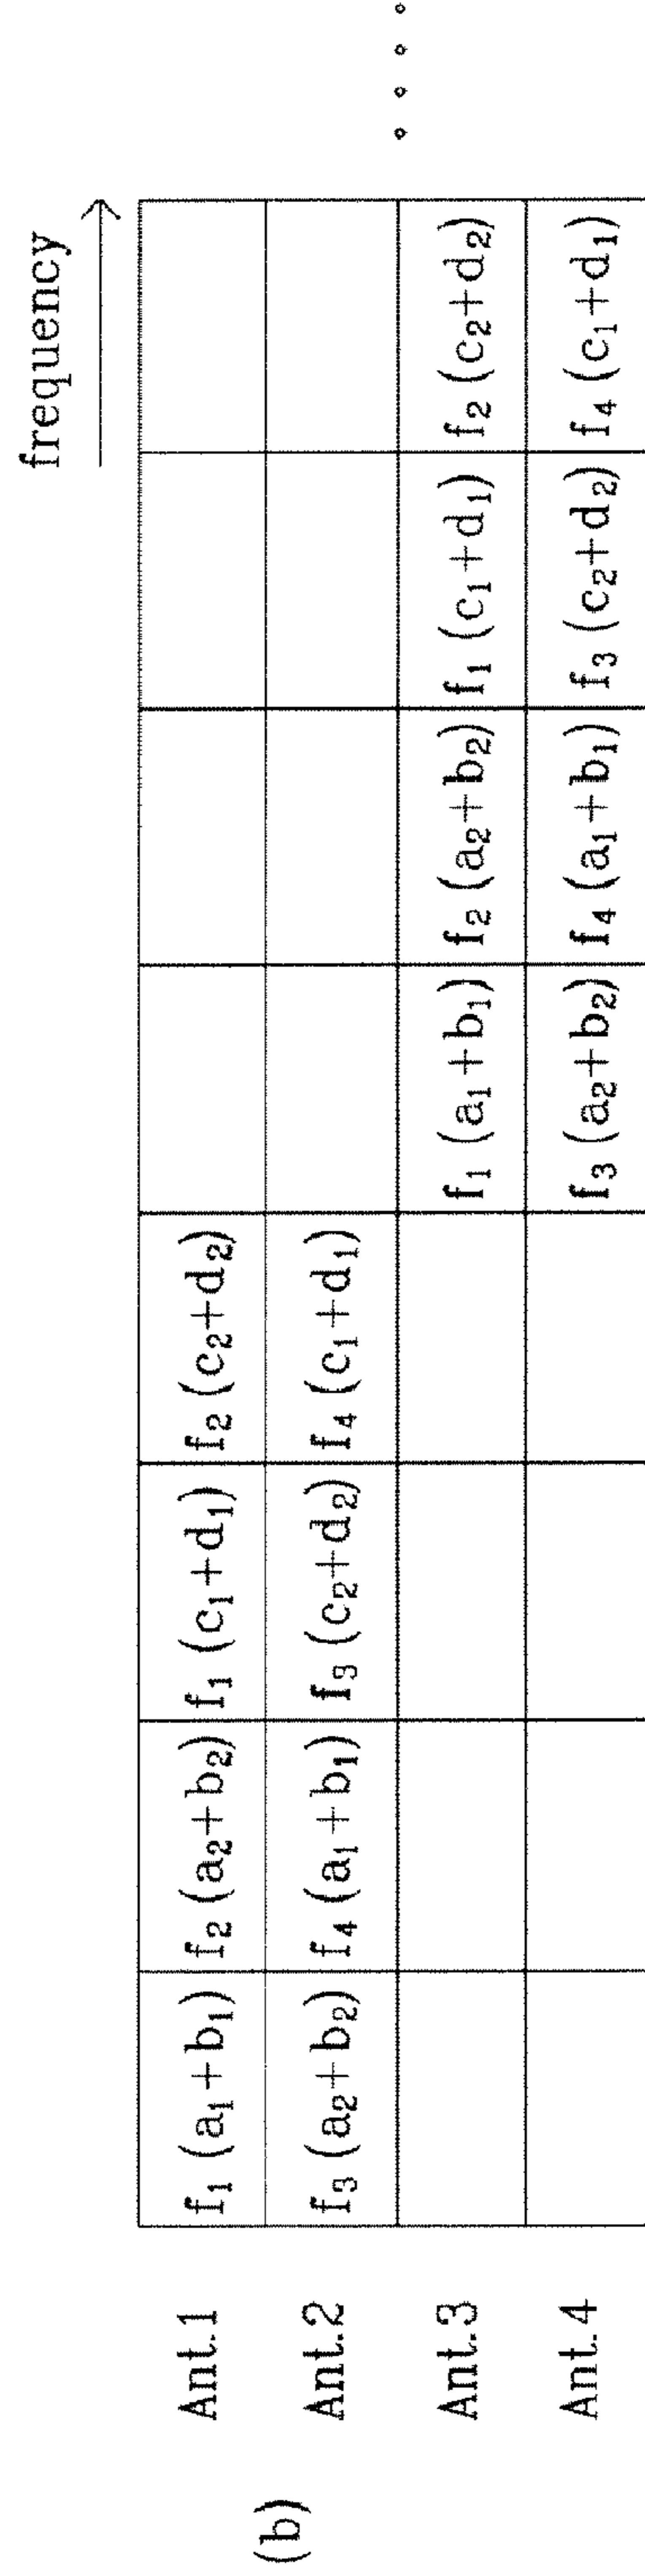 frequency
Ant.1 f₁(a₁+b₁) f₂(a₂+b₂) f₁(c₁+d₁) f₂(c₂+d₂)
Ant.2 f₃(a₂+b₂) f₄(a₁+b₁) f₃(c₂+d₂) f₄(c₁+d₁)
(b)
Ant.3 f₁(a₁+b₁) f₂(a₂+b₂) f₁(c₁+d₁) f₂(c₂+d₂)
Ant.4 f₃(a₂+b₂) f₄(a₁+b₁) f₃(c₂+d₂) f₄(c₁+d₁)